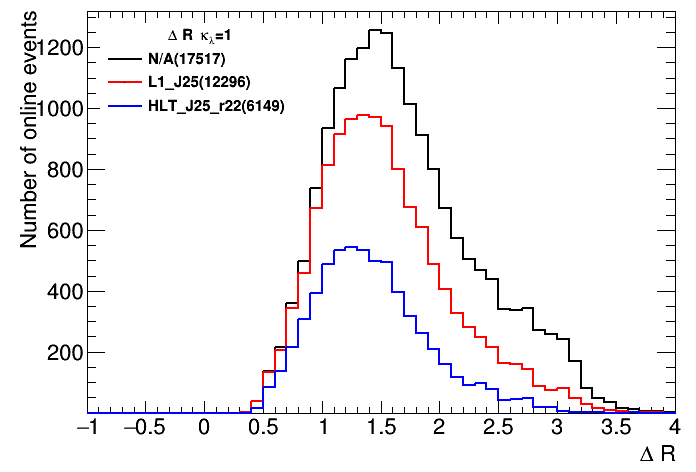 Δ R κλ=1
N/A(17517)
L1_J25(12296)
HLT_J25_r22(6149)
Number of online events
1200
1000
800
600
400
200
−1 −0.5 0 0.5 1 1.5 2 2.5 3 3.5 4
Δ R